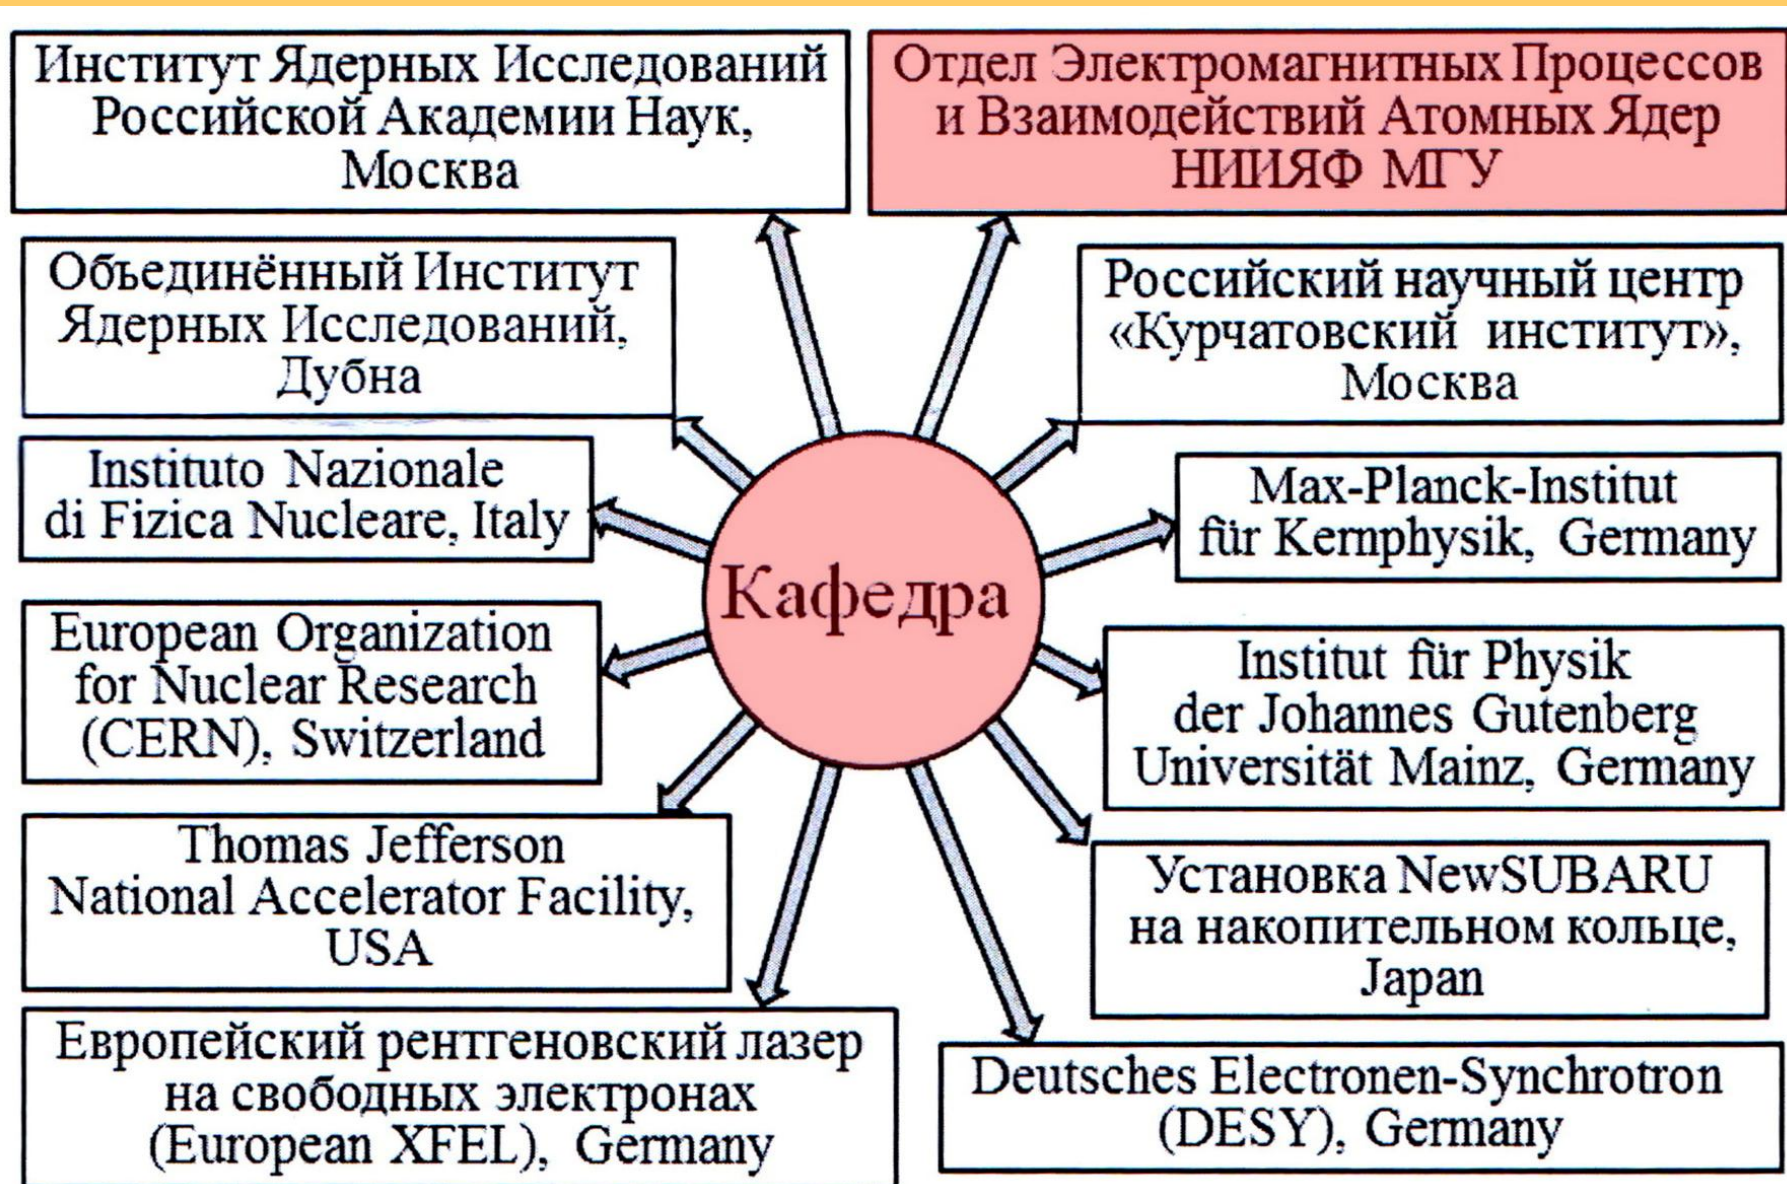 Институт Ядерных Исследований
Российской Академии Наук,
Москва
Отдел Электромагнитных Процессов
и Взаимодействий Атомных Ядер
НИИЯФ МГУ
Объединённый Институт
Ядерных Исследований,
Дубна
Российский научный центр
«Курчатовский институт»,
Москва
Instituto Nazionale
di Fizica Nucleare, Italy
Max-Planck-Institut
für Kernphysik, Germany
Кафедра
European Organization
for Nuclear Research
(CERN), Switzerland
Institut für Physik
der Johannes Gutenberg
Universität Mainz, Germany
Thomas Jefferson
National Accelerator Facility,
USA
Установка NewSUBARU
на накопительном кольце,
Japan
Европейский рентгеновский лазер
на свободных электронах
(European XFEL), Germany
Deutsches Electronen-Synchrotron
(DESY), Germany